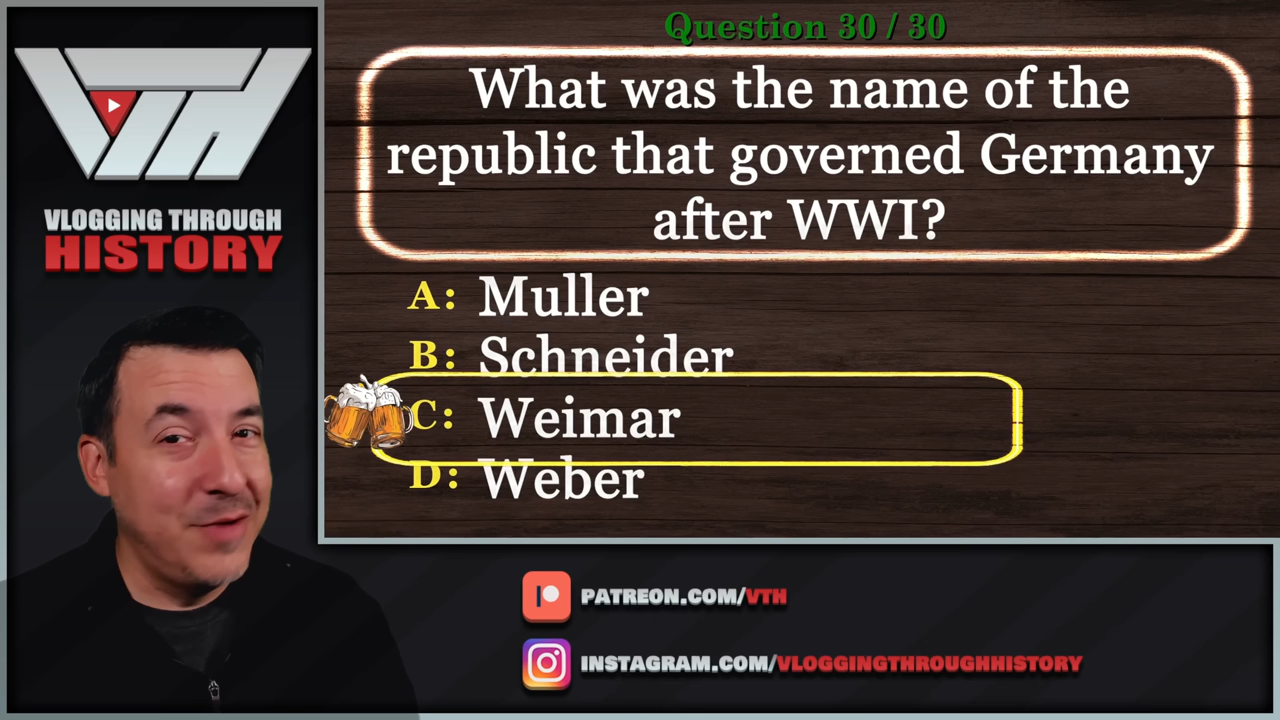 VTH
VLOGGING THROUGH
HISTORY
Question 30 / 30
What was the name of the
republic that governed Germany
after WWI?
A: Muller
B: Schneider
C: Weimar
D: Weber
PATREON.COM/VTH
INSTAGRAM.COM/VLOGGINGTHROUGHHISTORY